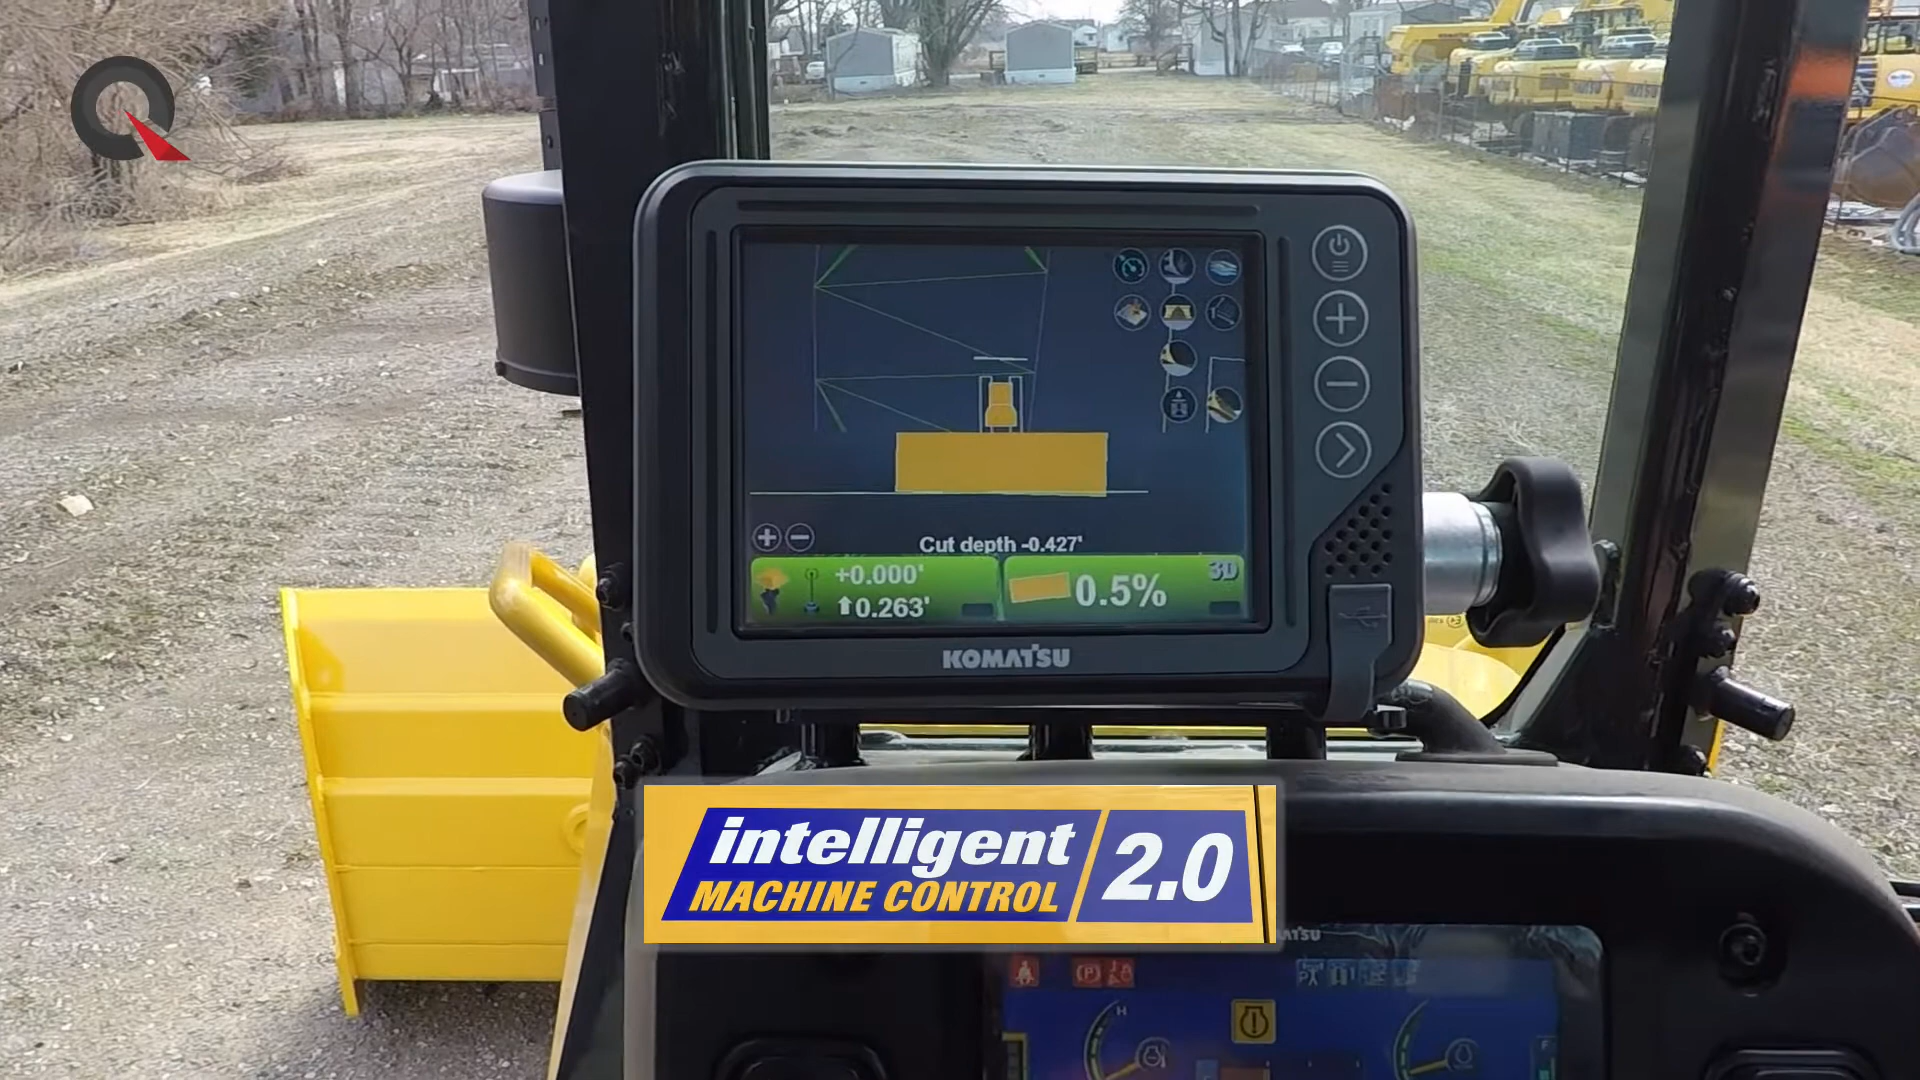 Cut depth -0.427'
+0.000'
0.263'
0.5%
3D
KOMATSU
intelligent
MACHINE CONTROL
2.0
H
F